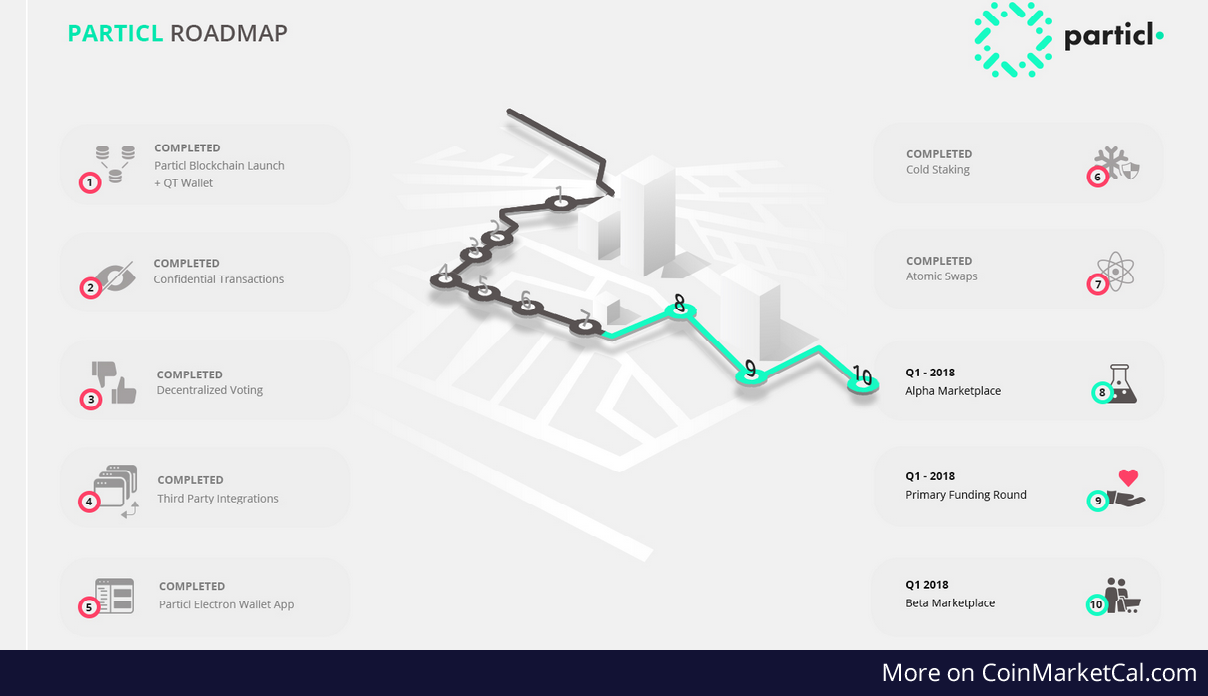 PARTICL ROADMAP
particl
COMPLETED
Particl Blockchain Launch
+ QT Wallet
1
COMPLETED
Confidential Transactions
2
COMPLETED
Decentralized Voting
3
COMPLETED
Third Party Integrations
4
COMPLETED
Particl Electron Wallet App
5
1
2
3
4
5
6
7
8
9
10
COMPLETED
Cold Staking
6
COMPLETED
Atomic Swaps
7
Q1 - 2018
Alpha Marketplace
8
Q1 - 2018
Primary Funding Round
9
Q1 2018
Beta Marketplace
10
More on CoinMarketCal.com